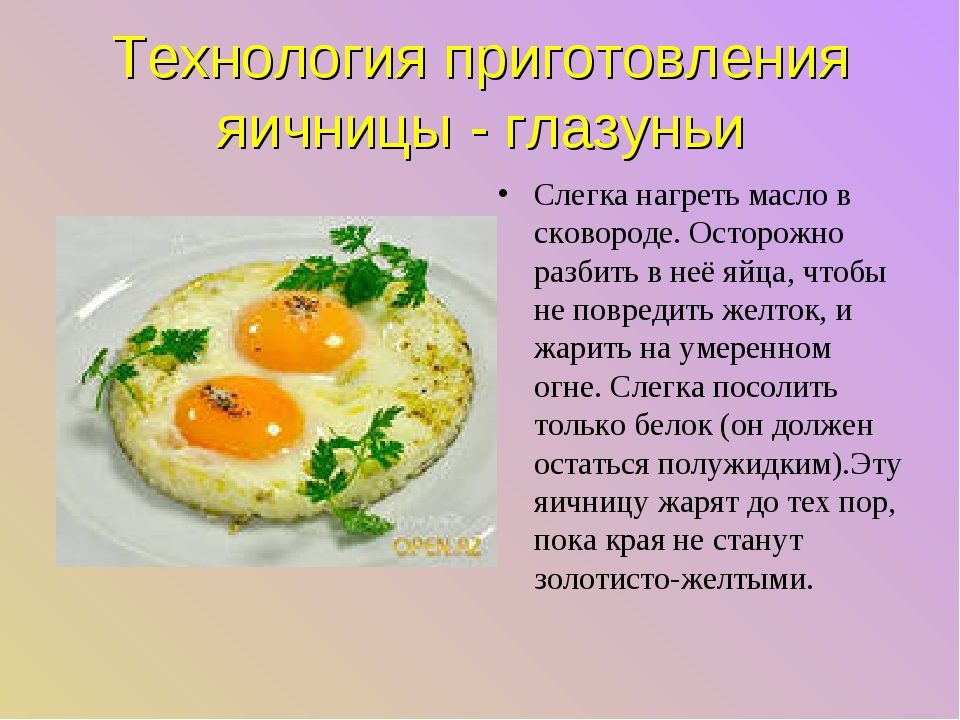 Технология приготовления
яичницы - глазуньи
• Слегка нагреть масло в
сковороде. Осторожно
разбить в неё яйца, чтобы
не повредить желток, и
жарить на умеренном
огне. Слегка посолить
только белок (он должен
остаться полужидким).Эту
яичницу жарят до тех пор,
пока края не станут
золотисто-желтыми.
OPEN.AZ